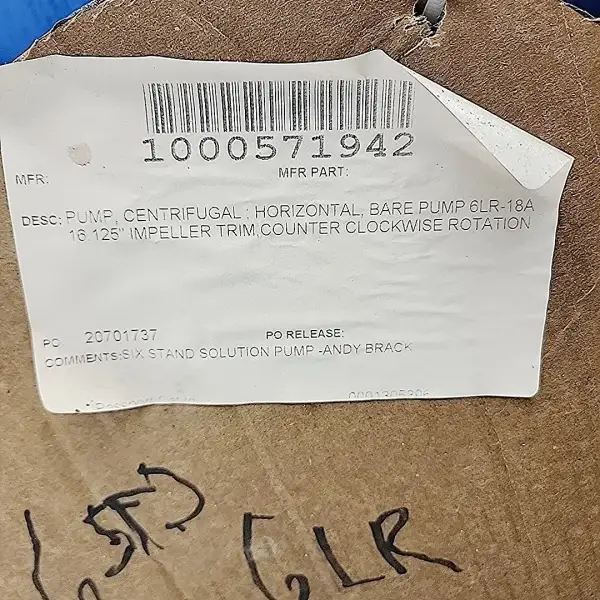 1000571942
MFR: MFR PART:
DESC: PUMP, CENTRIFUGAL ; HORIZONTAL, BARE PUMP 6LR-18A
16.125" IMPELLER TRIM,COUNTER CLOCKWISE ROTATION
PO 20701737 PO RELEASE:
COMMENTS:SIX STAND SOLUTION PUMP -ANDY BRACK
6STD 6LR